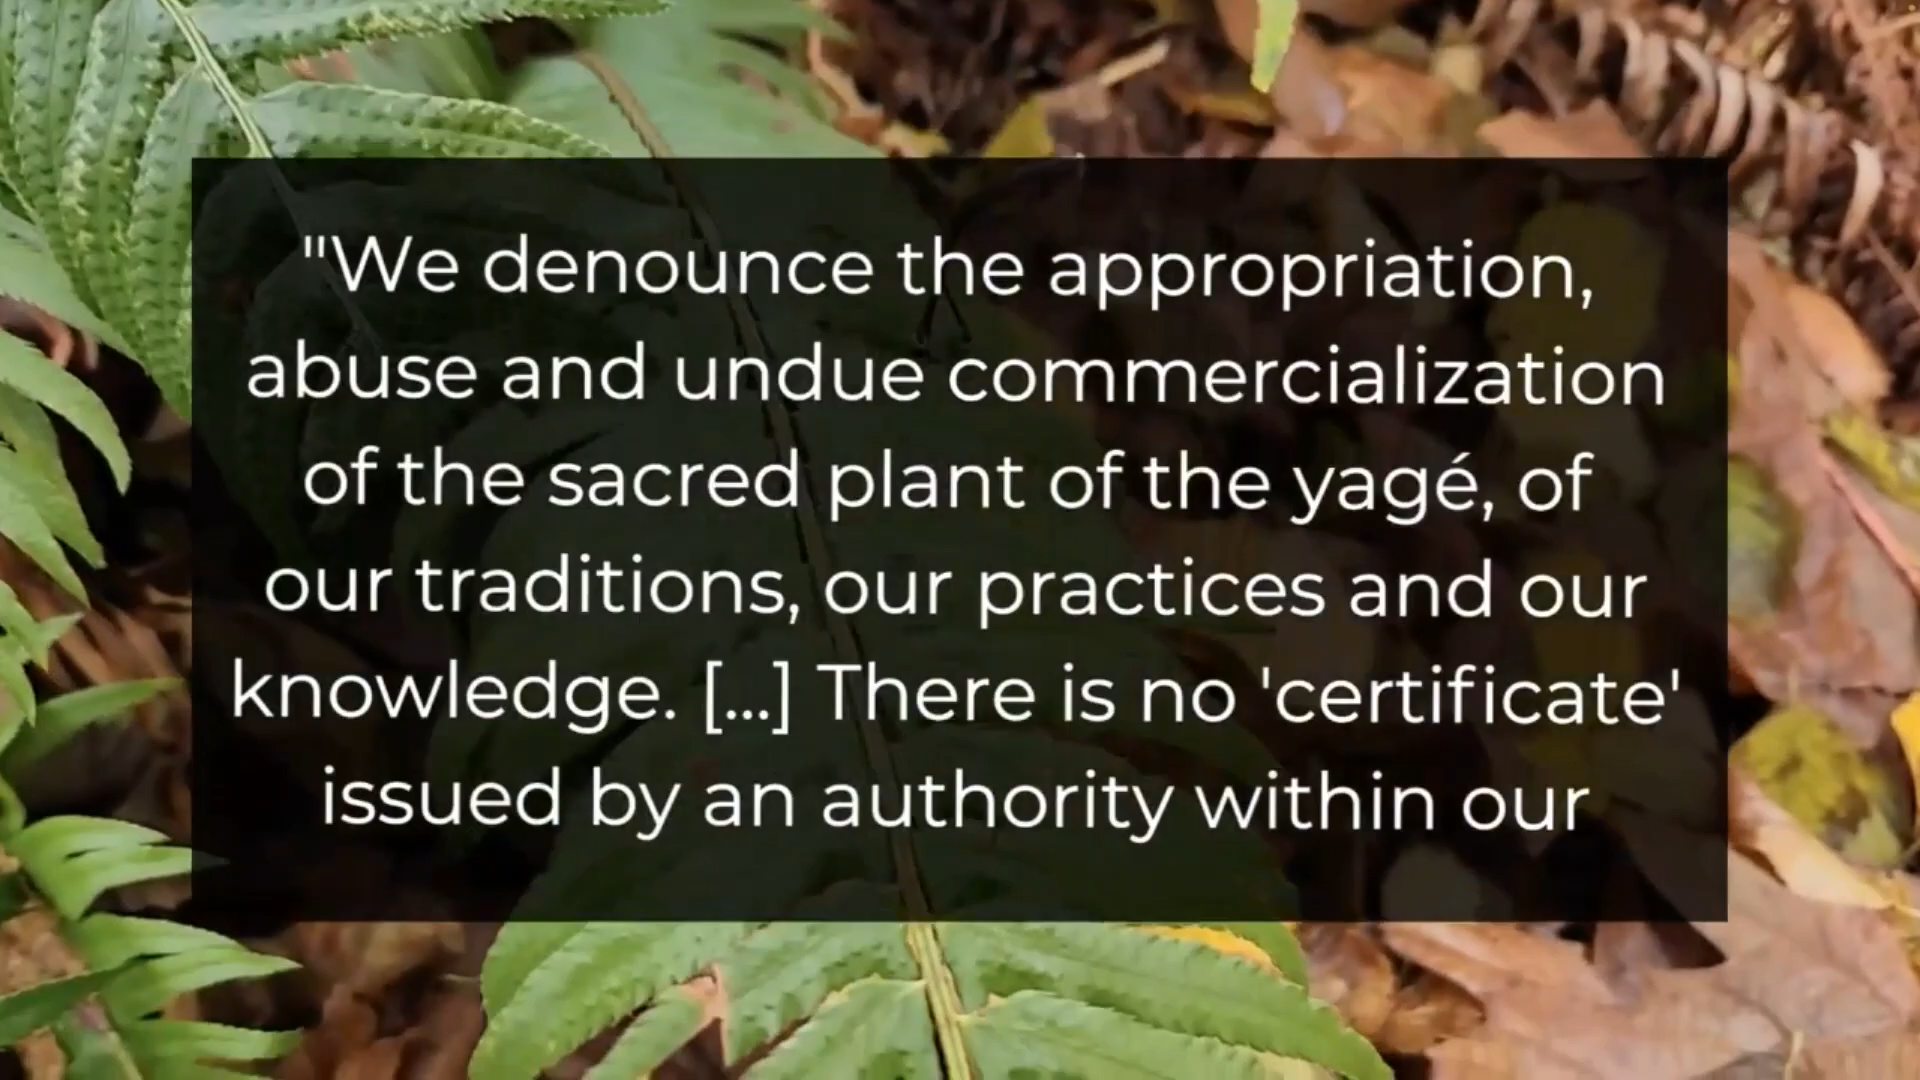 "We denounce the appropriation,
abuse and undue commercialization
of the sacred plant of the yagé, of
our traditions, our practices and our
knowledge. [...] There is no 'certificate'
issued by an authority within our